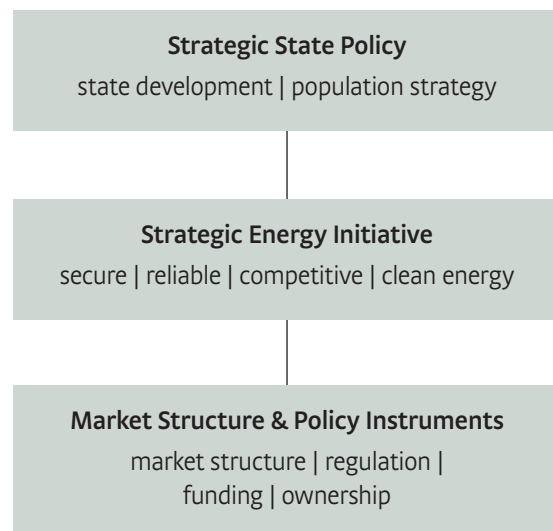 Strategic State Policy
state development | population strategy
Strategic Energy Initiative
secure | reliable | competitive | clean energy
Market Structure & Policy Instruments
market structure | regulation |
funding | ownership